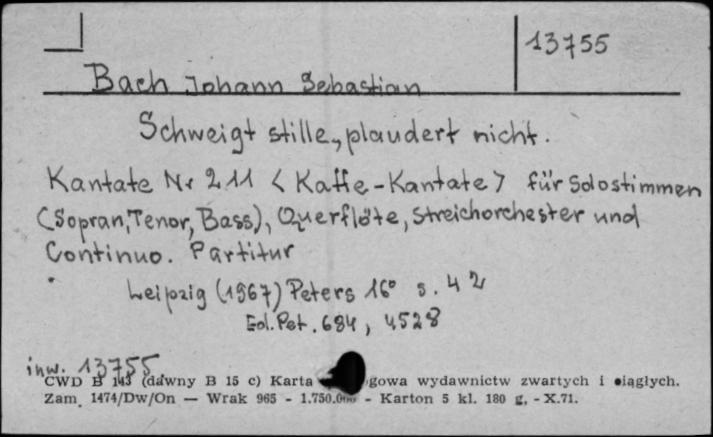 13755
Bach Johann Sebastian
Schweigt stille, plaudert nicht.
Kantate Nr 211 < Kaffe-Kantate > für Solostimmen
(Sopran, Tenor, Bass), Querflöte, Streichorchester und
Continuo. Partitur
Leipzig (1967) Peters 16° s. 42
Ed. Pet. 684, 4528
inw. 13755
CWD B 143 (dawny B 15 c) Karta wydawnictw zwartych i ciągłych.
Zam. 1474/Dw/On — Wrak 965 - 1.750.000 - Karton 5 kl. 180 g. - X.71.